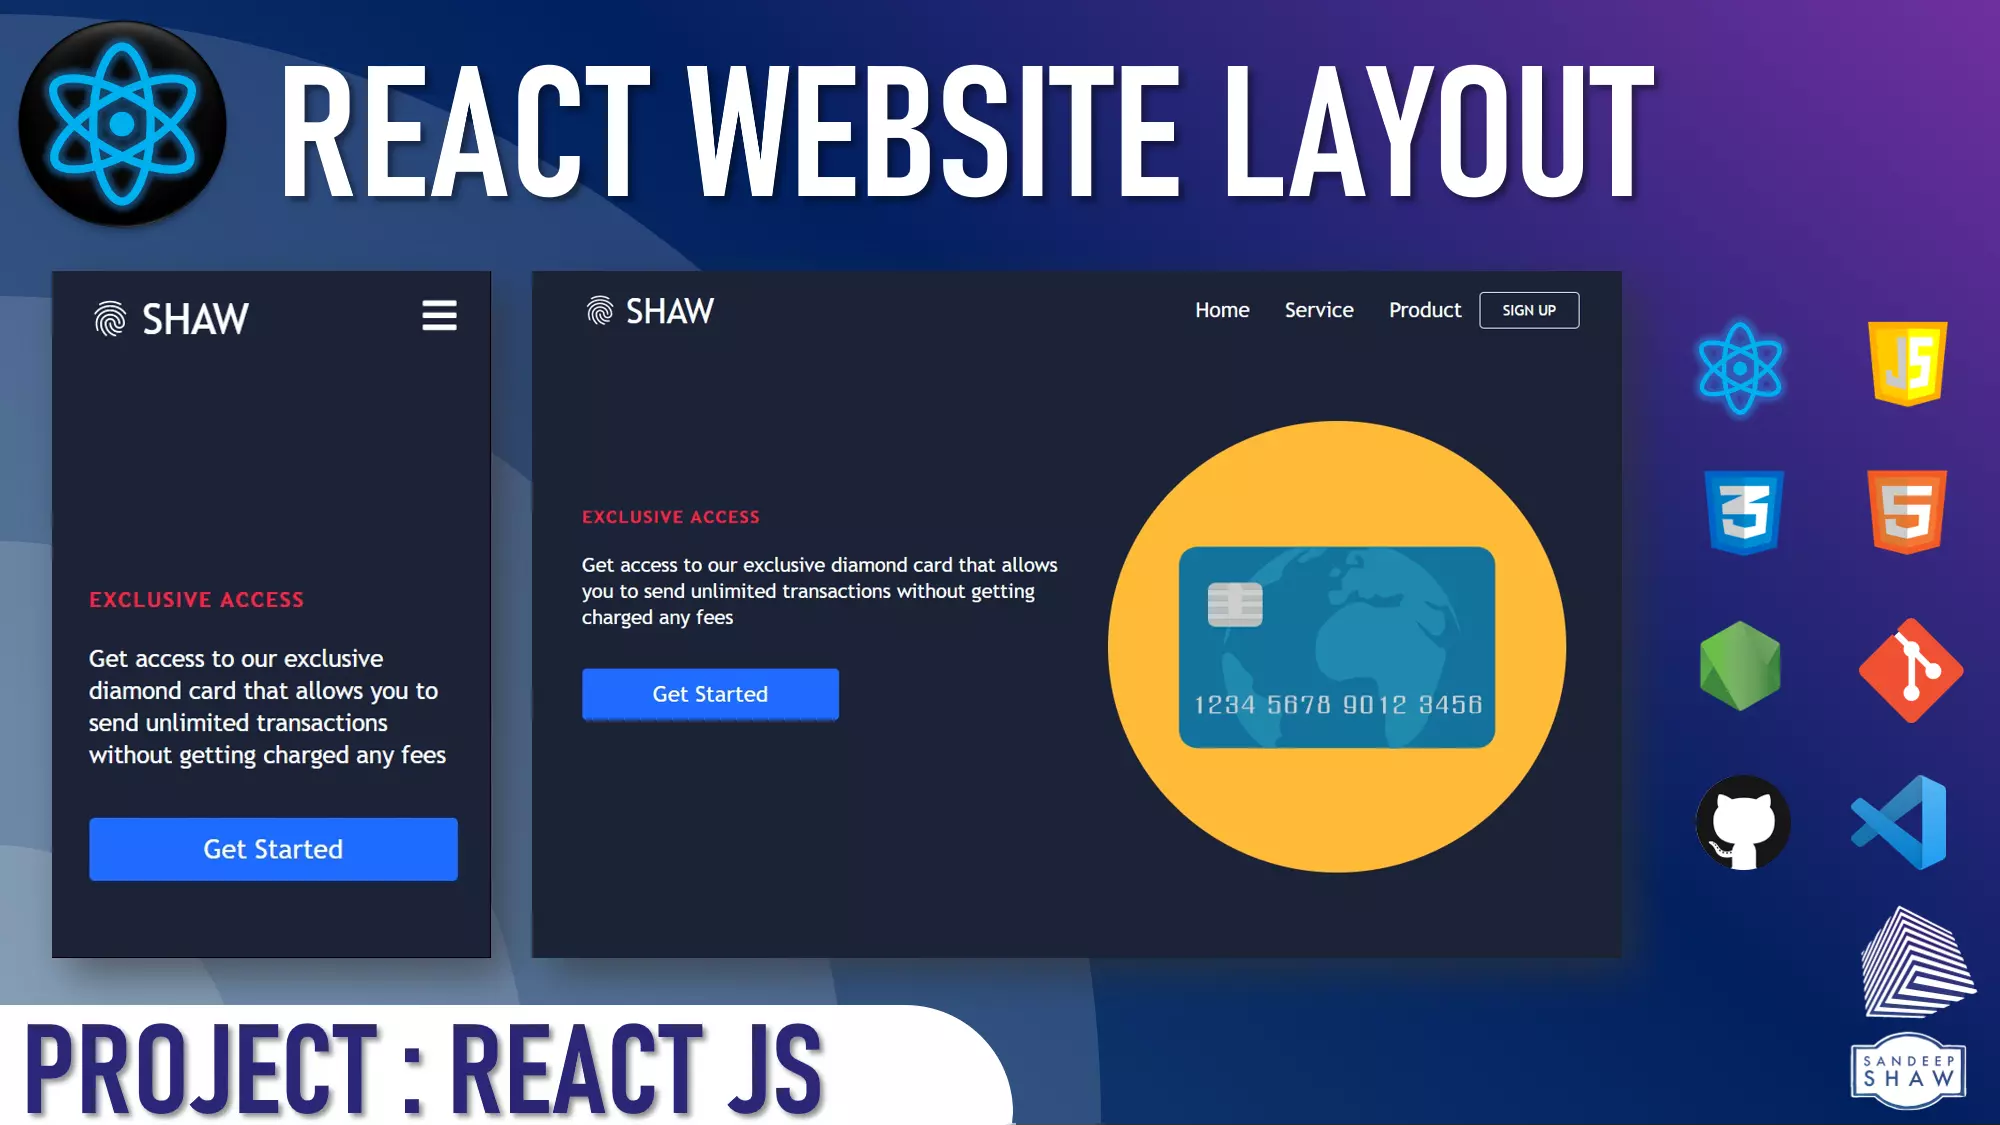 REACT WEBSITE LAYOUT
SHAW
EXCLUSIVE ACCESS
Get access to our exclusive
diamond card that allows you to
send unlimited transactions
without getting charged any fees
Get Started
SHAW
Home Service Product SIGN UP
EXCLUSIVE ACCESS
Get access to our exclusive diamond card that allows
you to send unlimited transactions without getting
charged any fees
Get Started
1234 5678 9012 3456
JS
3
5
PROJECT : REACT JS
SANDEEP
SHAW